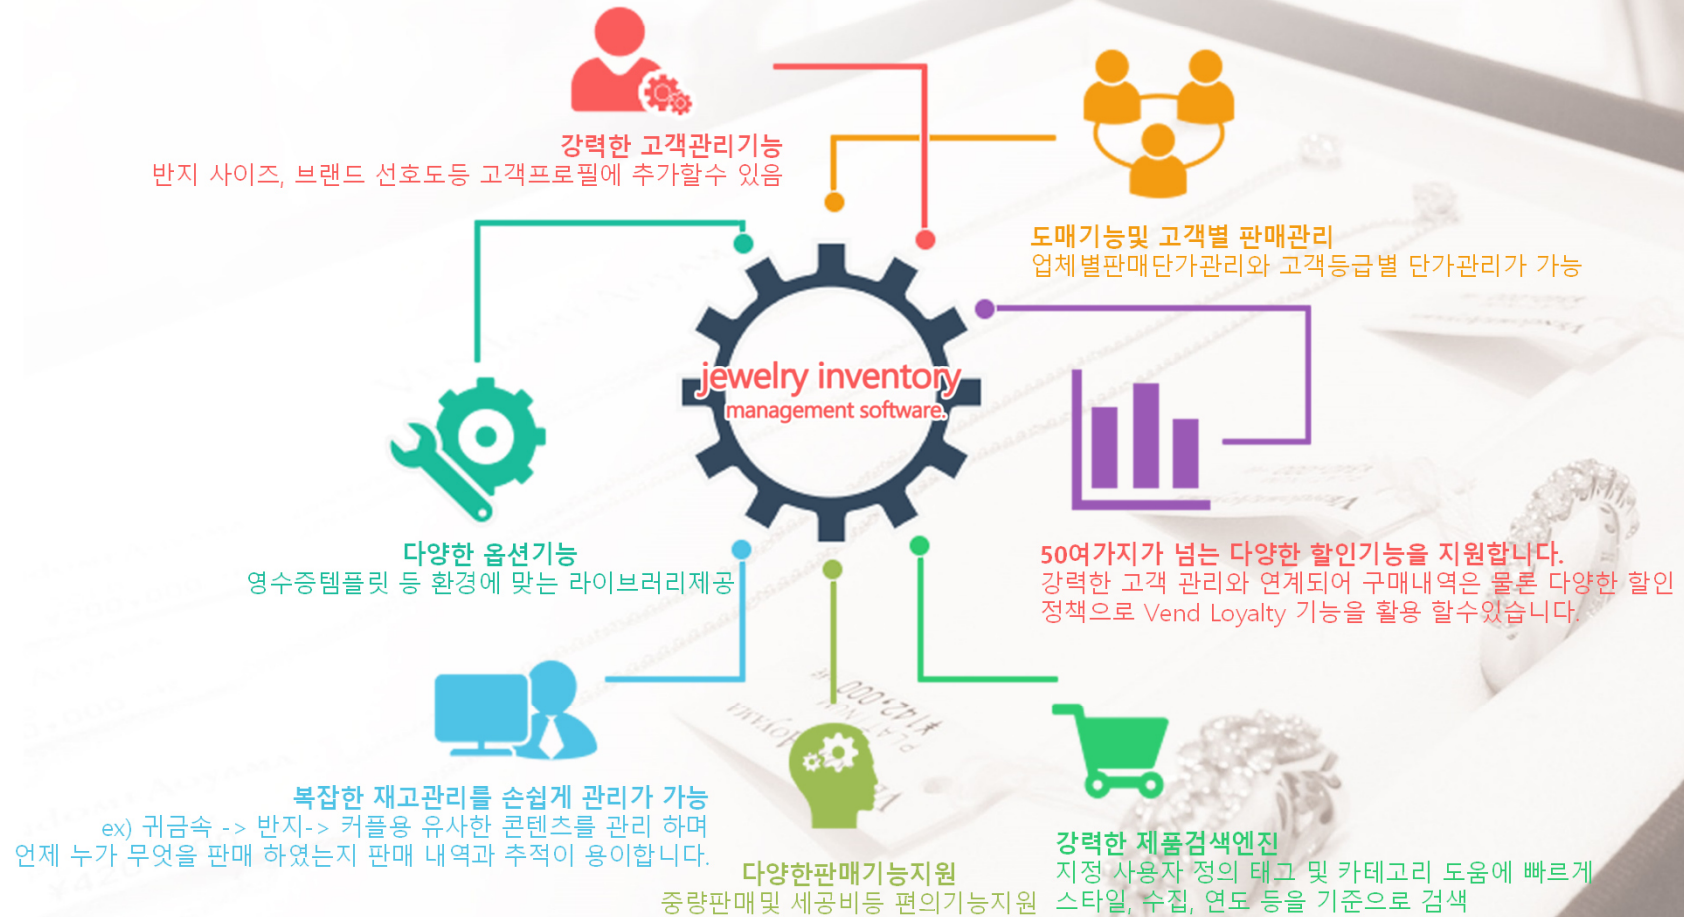 강력한 고객관리기능
반지 사이즈, 브랜드 선호도등 고객프로필에 추가할수 있음
도매기능및 고객별 판매관리
업체별판매단가관리와 고객등급별 단가관리가 가능
jewelry inventory
management software.
다양한 옵션기능
영수증템플릿 등 환경에 맞는 라이브러리제공
50여가지가 넘는 다양한 할인기능을 지원합니다.
강력한 고객 관리와 연계되어 구매내역은 물론 다양한 할인
정책으로 Vend Loyalty 기능을 활용 할수있습니다.
복잡한 재고관리를 손쉽게 관리가 가능
ex) 귀금속 -> 반지-> 커플용 유사한 콘텐츠를 관리 하며
언제 누가 무엇을 판매 하였는지 판매 내역과 추적이 용이합니다.
다양한판매기능지원
중량판매및 세공비등 편의기능지원
강력한 제품검색엔진
지정 사용자 정의 태그 및 카테고리 도움에 빠르게
스타일, 수집, 연도 등을 기준으로 검색
¥142,000